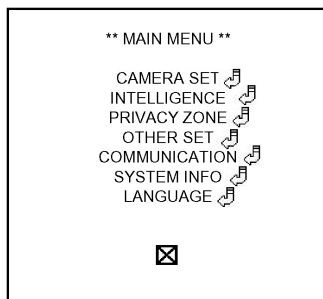 ** MAIN MENU **
CAMERA SET
INTELLIGENCE
PRIVACY ZONE
OTHER SET
COMMUNICATION
SYSTEM INFO
LANGUAGE